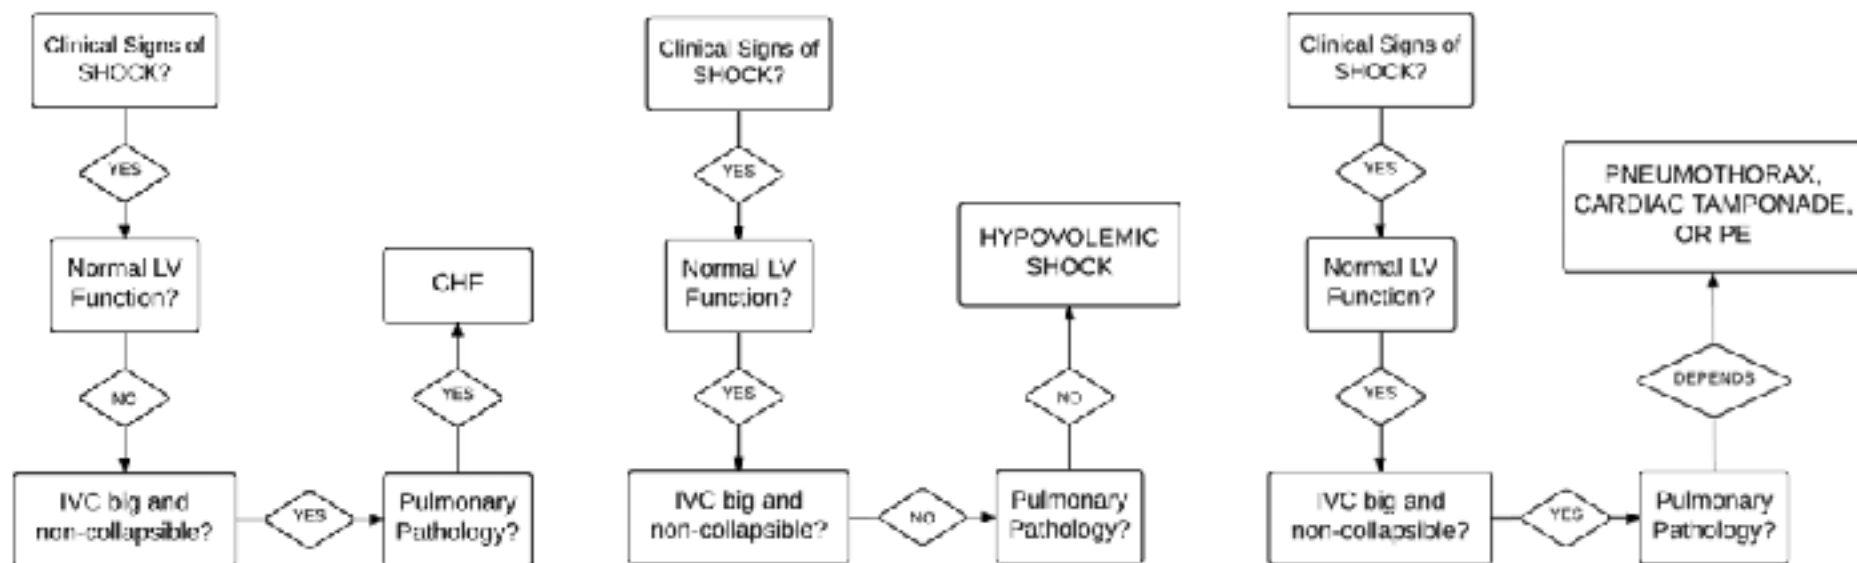 Clinical Signs of
SHOCK?
YES
Normal LV
Function?
NO
IVC big and
non-collapsible?
YES
Pulmonary
Pathology?
YES
CHF
Clinical Signs of
SHOCK?
YES
Normal LV
Function?
YES
IVC big and
non-collapsible?
NO
Pulmonary
Pathology?
NO
HYPOVOLEMIC
SHOCK
Clinical Signs of
SHOCK?
YES
Normal LV
Function?
YES
IVC big and
non-collapsible?
YES
Pulmonary
Pathology?
DEPENDS
PNEUMOTHORAX,
CARDIAC TAMPONADE,
OR PE